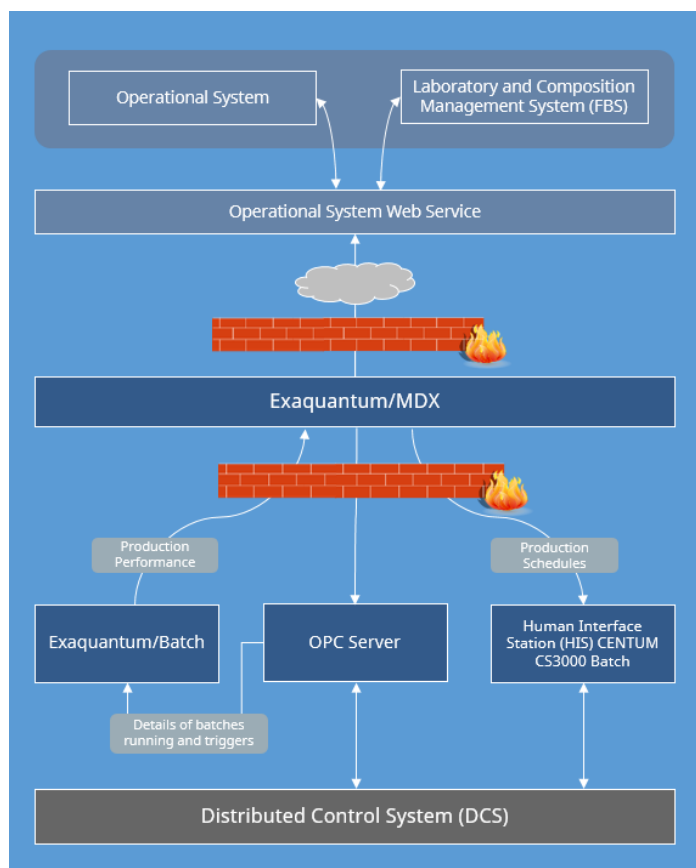 Operational System
Laboratory and Composition
Management System (FBS)
Operational System Web Service
Exaquantum/MDX
Production
Performance
Production
Schedules
Exaquantum/Batch
OPC Server
Human Interface
Station (HIS) CENTUM
CS3000 Batch
Details of batches
running and triggers
Distributed Control System (DCS)